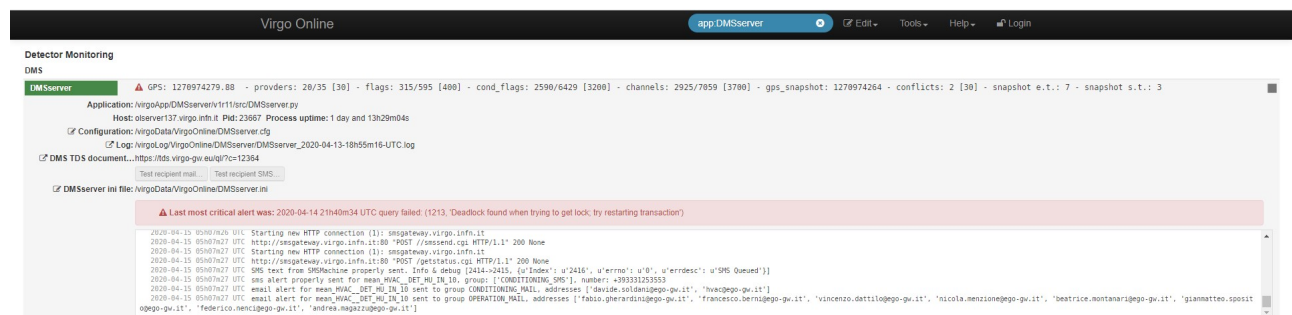 Virgo Online
app:DMSserver
Edit
Tools
Help
Login
Detector Monitoring
DMS
DMSserver
GPS: 1270974279.88 - provders: 20/35 [30] - flags: 315/595 [400] - cond_flags: 2590/6429 [3200] - channels: 2925/7059 [3700] - gps_snapshot: 1270974264 - conflicts: 2 [30] - snapshot e.t.: 7 - snapshot s.t.: 3
Application: /virgoApp/DMSserver/v1r11/src/DMSserver.py
Host: olserver137.virgo.infn.it Pid: 23667 Process uptime: 1 day and 13h29m04s
Configuration: /virgoData/VirgoOnline/DMSserver.cfg
Log: /virgoLog/VirgoOnline/DMSserver/DMSserver_2020-04-13-18h55m16-UTC.log
DMS TDS document... https://tds.virgo-gw.eu/ql/?c=12364
Test recipient mail... Test recipient SMS...
DMSserver ini file: /virgoData/VirgoOnline/DMSserver.ini
Last most critical alert was: 2020-04-14 21h40m34 UTC query failed: (1213, 'Deadlock found when trying to get lock; try restarting transaction')
2020-04-15 05h07m26 UTC Starting new HTTP connection (1): smsgateway.virgo.infn.it
2020-04-15 05h07m27 UTC http://smsgateway.virgo.infn.it:80 "POST //smssend.cgi HTTP/1.1" 200 None
2020-04-15 05h07m27 UTC Starting new HTTP connection (1): smsgateway.virgo.infn.it
2020-04-15 05h07m27 UTC http://smsgateway.virgo.infn.it:80 "POST /getstatus.cgi HTTP/1.1" 200 None
2020-04-15 05h07m27 UTC SMS text from SMSMachine properly sent. Info & debug [2414->2415, {u'Index': u'2416', u'errno': u'0', u'errdesc': u'SMS Queued'}]
2020-04-15 05h07m27 UTC sms alert properly sent for mean_HVAC__DET_HU_IN_10, group: ['CONDITIONING_SMS'], number: +393331253553
2020-04-15 05h07m27 UTC email alert for mean_HVAC__DET_HU_IN_10 sent to group CONDITIONING_MAIL, addresses ['davide.soldani@ego-gw.it', 'hvac@ego-gw.it']
2020-04-15 05h07m27 UTC email alert for mean_HVAC__DET_HU_IN_10 sent to group OPERATION_MAIL, addresses ['fabio.gherardini@ego-gw.it', 'francesco.berni@ego-gw.it', 'vincenzo.dattilo@ego-gw.it', 'nicola.menzione@ego-gw.it', 'beatrice.montanari@ego-gw.it', 'gianmatteo.sposit
o@ego-gw.it', 'federico.nenci@ego-gw.it', 'andrea.magazzu@ego-gw.it']